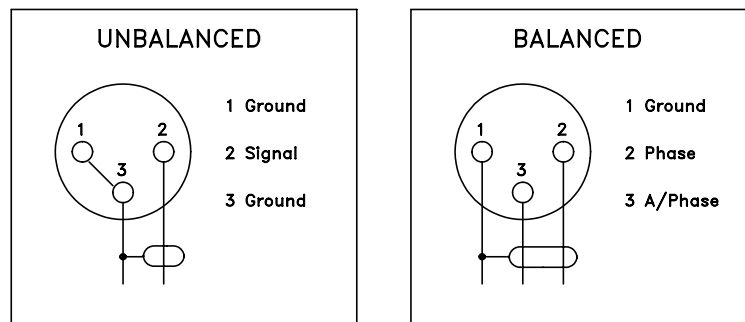 UNBALANCED
1 Ground
1
2
2 Signal
3
3 Ground
BALANCED
1 Ground
1
2
2 Phase
3
3 A/Phase